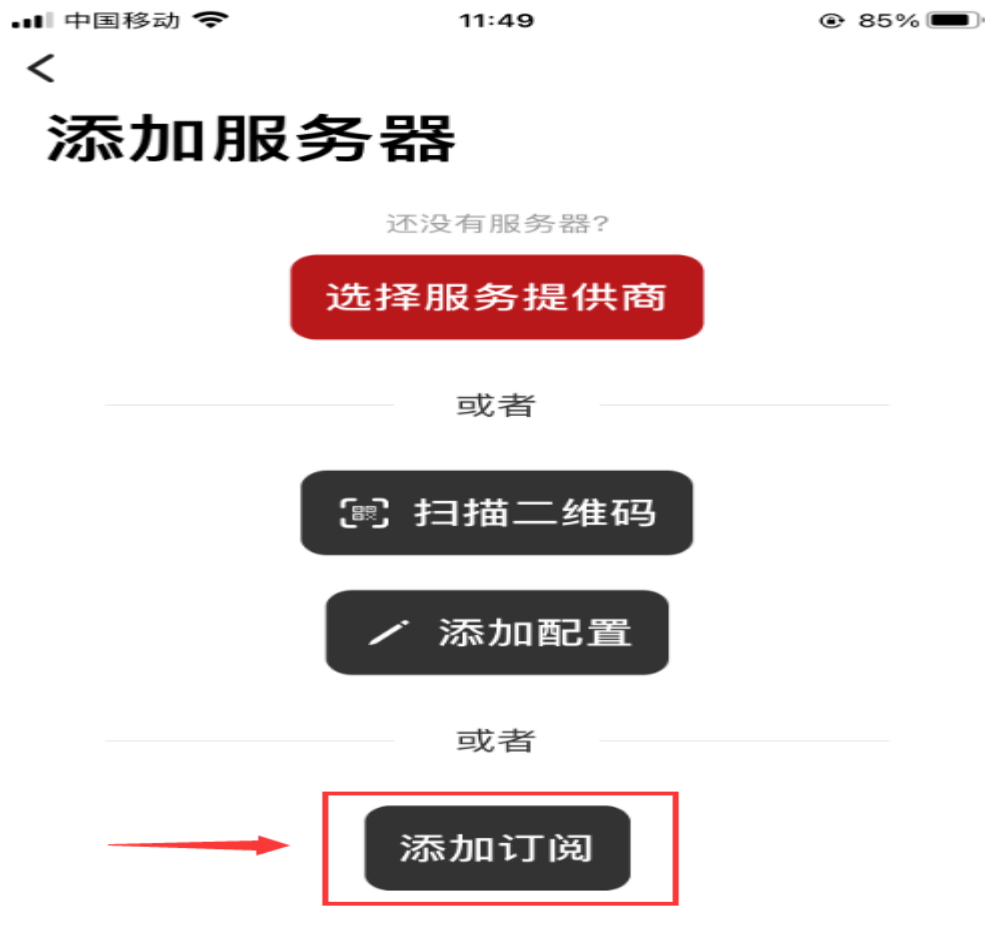 中国移动 11:49 85%
添加服务器
还没有服务器?
选择服务提供商
或者
扫描二维码
添加配置
或者
添加订阅